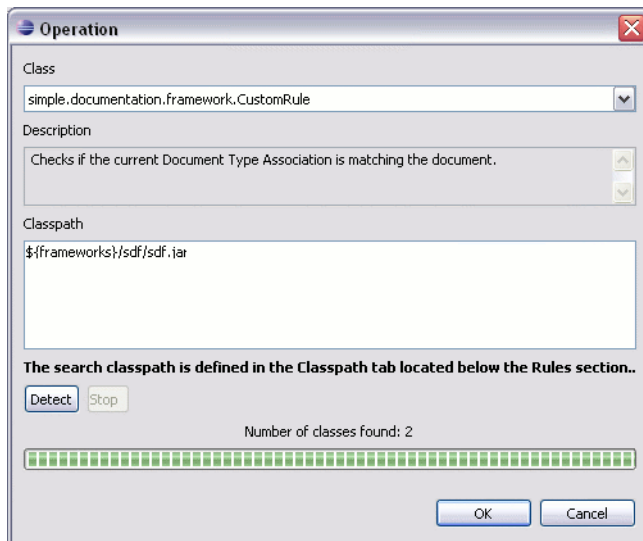 Operation
Class
simple.documentation.framework.CustomRule
Description
Checks if the current Document Type Association is matching the document.
Classpath
${frameworks}/sdf/sdf.jar
The search classpath is defined in the Classpath tab located below the Rules section..
Detect Stop
Number of classes found: 2
OK Cancel